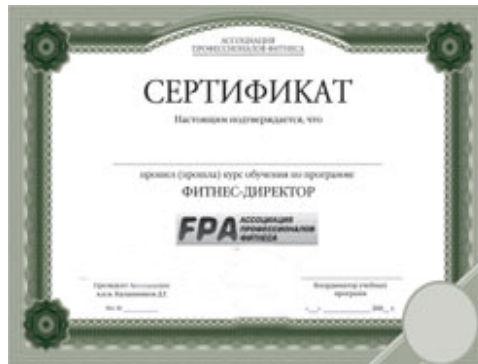 АССОЦИАЦИЯ
ПРОФЕССИОНАЛОВ ФИТНЕСА
СЕРТИФИКАТ
Настоящим подтверждается, что
прошел (прошла) курс обучения по программе
ФИТНЕС-ДИРЕКТОР
FPA АССОЦИАЦИЯ
ПРОФЕССИОНАЛОВ
ФИТНЕСА
Президент Ассоциации
Координатор учебных
программ